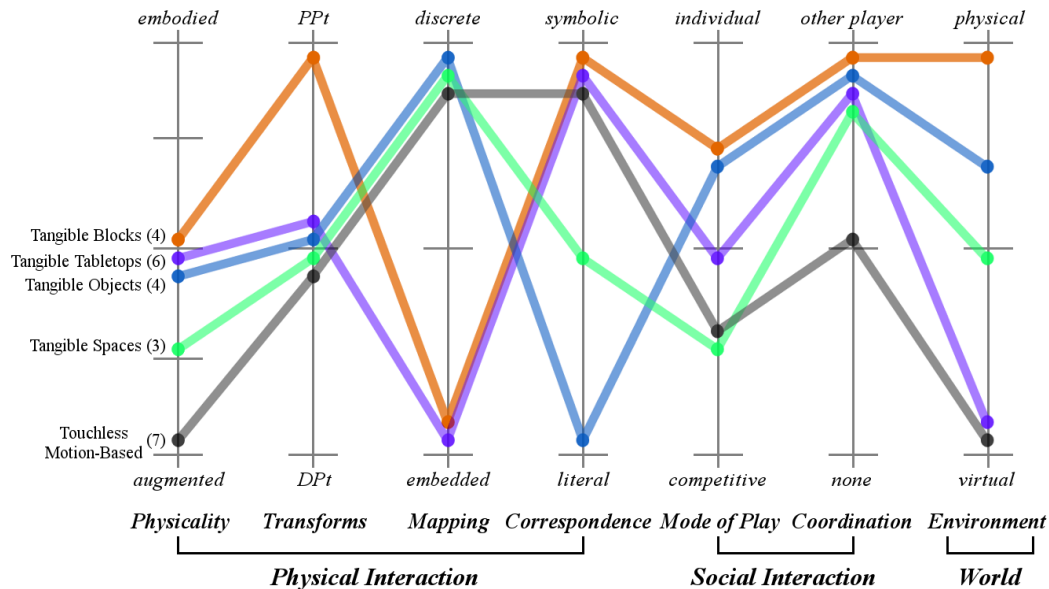 embodied PPt discrete symbolic individual other player physical
Tangible Blocks (4)
Tangible Tabletops (6)
Tangible Objects (4)
Tangible Spaces (3)
Touchless
Motion-Based (7)
augmented DPt embedded literal competitive none virtual
Physicality Transforms Mapping Correspondence Mode of Play Coordination Environment
Physical Interaction Social Interaction World